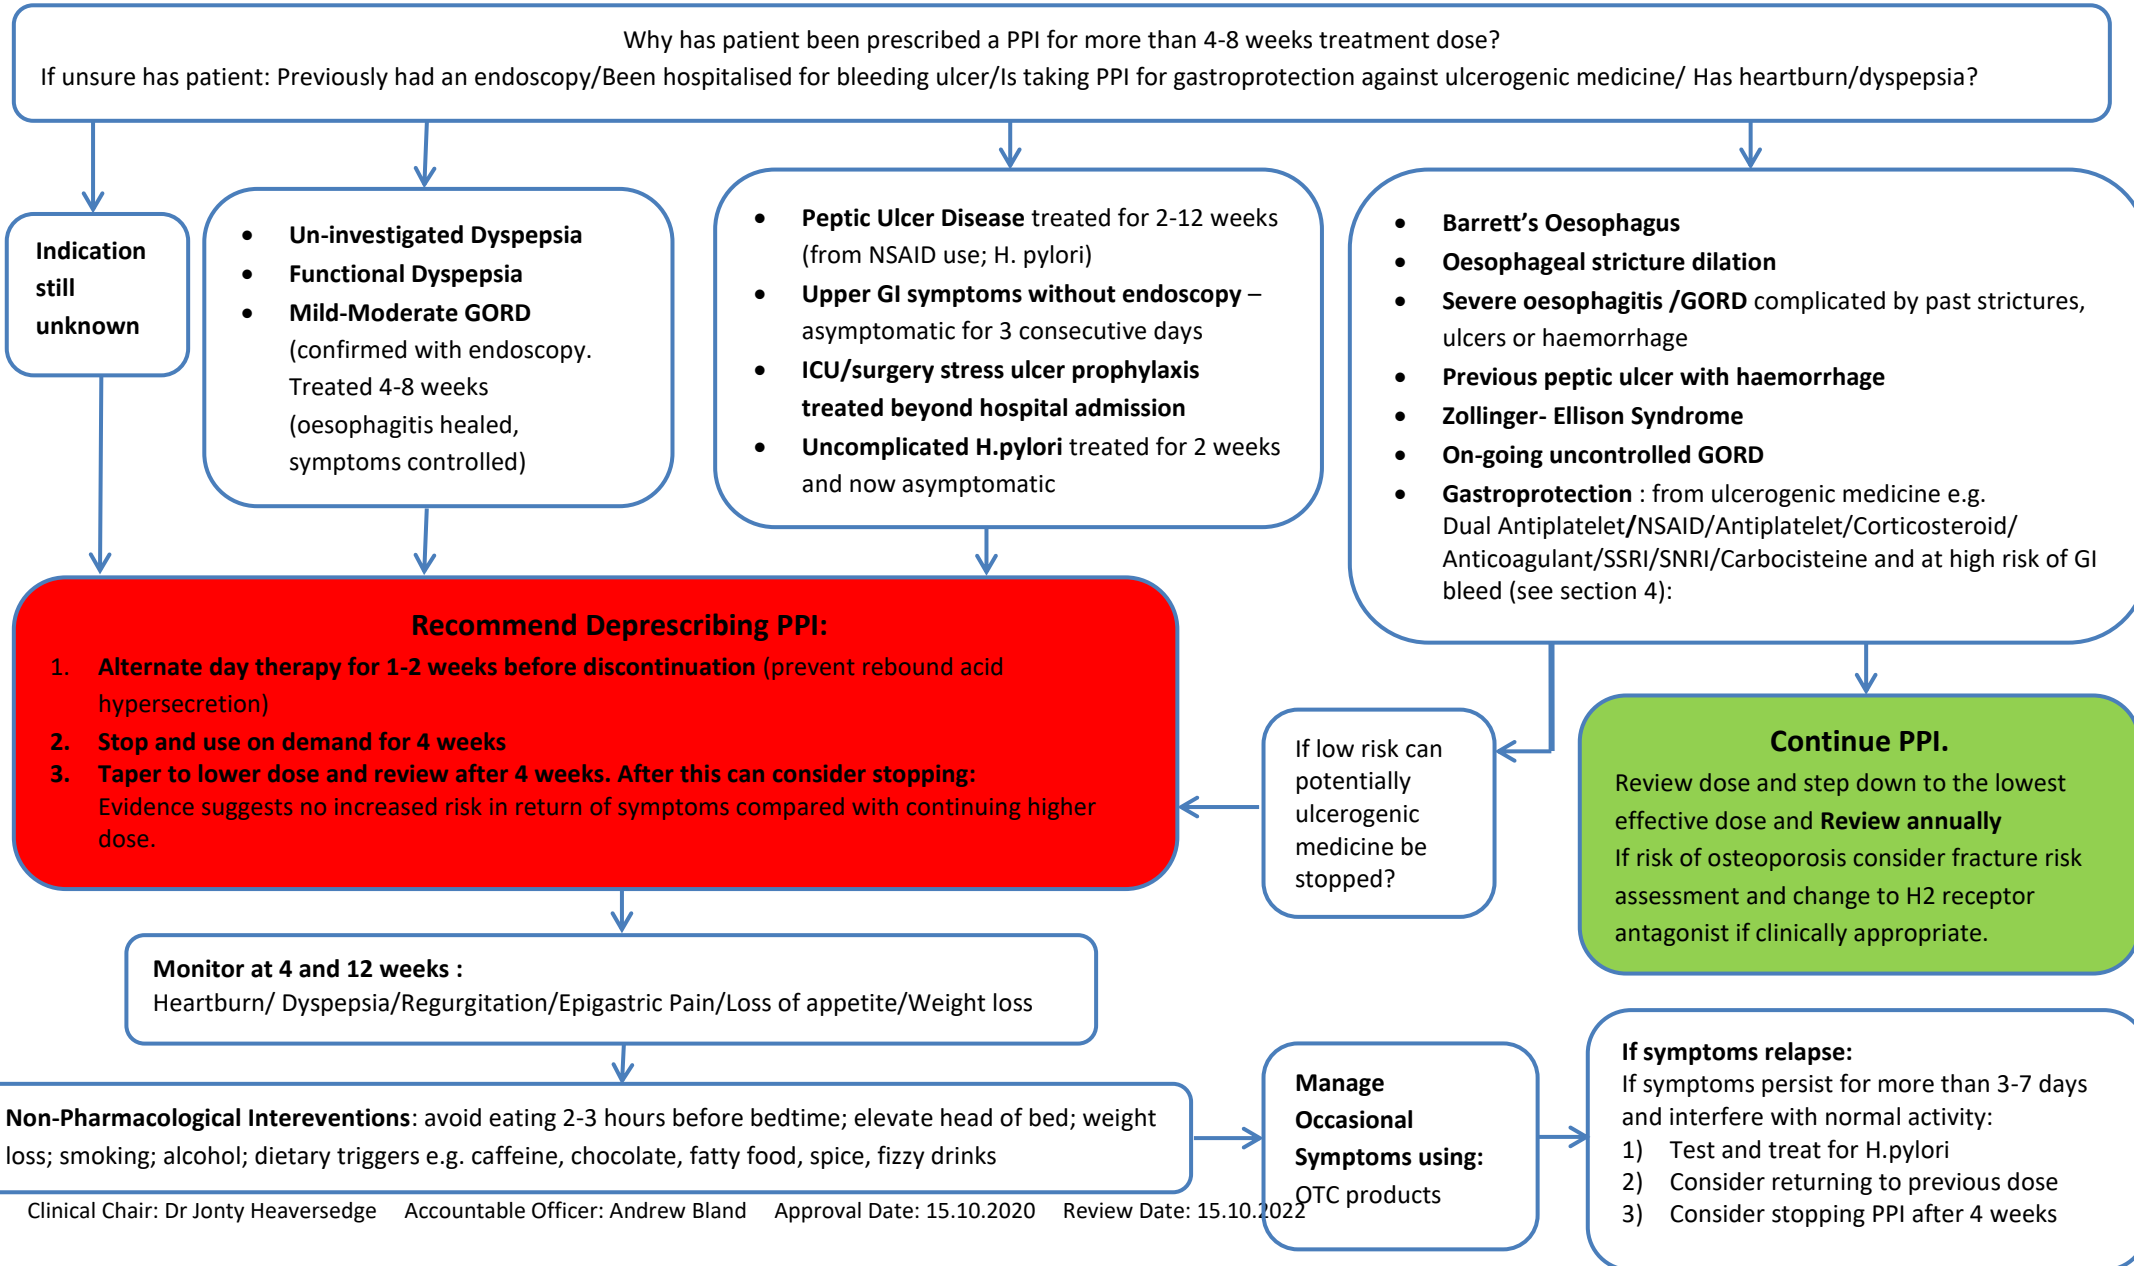 Why has patient been prescribed a PPI for more than 4-8 weeks treatment dose?
If unsure has patient: Previously had an endoscopy/Been hospitalised for bleeding ulcer/Is taking PPI for gastroprotection against ulcerogenic medicine/ Has heartburn/dyspepsia?
Indication
still
unknown
• Un-investigated Dyspepsia
• Functional Dyspepsia
• Mild-Moderate GORD
(confirmed with endoscopy.
Treated 4-8 weeks
(oesophagitis healed,
symptoms controlled)
• Peptic Ulcer Disease treated for 2-12 weeks
(from NSAID use; H. pylori)
• Upper GI symptoms without endoscopy –
asymptomatic for 3 consecutive days
• ICU/surgery stress ulcer prophylaxis
treated beyond hospital admission
• Uncomplicated H.pylori treated for 2 weeks
and now asymptomatic
• Barrett’s Oesophagus
• Oesophageal stricture dilation
• Severe oesophagitis /GORD complicated by past strictures,
ulcers or haemorrhage
• Previous peptic ulcer with haemorrhage
• Zollinger- Ellison Syndrome
• On-going uncontrolled GORD
• Gastroprotection : from ulcerogenic medicine e.g.
Dual Antiplatelet/NSAID/Antiplatelet/Corticosteroid/
Anticoagulant/SSRI/SNRI/Carbocisteine and at high risk of GI
bleed (see section 4):
Recommend Deprescribing PPI:
1. Alternate day therapy for 1-2 weeks before discontinuation (prevent rebound acid
hypersecretion)
2. Stop and use on demand for 4 weeks
3. Taper to lower dose and review after 4 weeks. After this can consider stopping:
Evidence suggests no increased risk in return of symptoms compared with continuing higher
dose.
If low risk can
potentially
ulcerogenic
medicine be
stopped?
Continue PPI.
Review dose and step down to the lowest
effective dose and Review annually
If risk of osteoporosis consider fracture risk
assessment and change to H2 receptor
antagonist if clinically appropriate.
Monitor at 4 and 12 weeks :
Heartburn/ Dyspepsia/Regurgitation/Epigastric Pain/Loss of appetite/Weight loss
Non-Pharmacological Intereventions: avoid eating 2-3 hours before bedtime; elevate head of bed; weight
loss; smoking; alcohol; dietary triggers e.g. caffeine, chocolate, fatty food, spice, fizzy drinks
Manage
Occasional
Symptoms using:
OTC products
If symptoms relapse:
If symptoms persist for more than 3-7 days
and interfere with normal activity:
1) Test and treat for H.pylori
2) Consider returning to previous dose
3) Consider stopping PPI after 4 weeks
Clinical Chair: Dr Jonty Heaversedge Accountable Officer: Andrew Bland Approval Date: 15.10.2020 Review Date: 15.10.2022